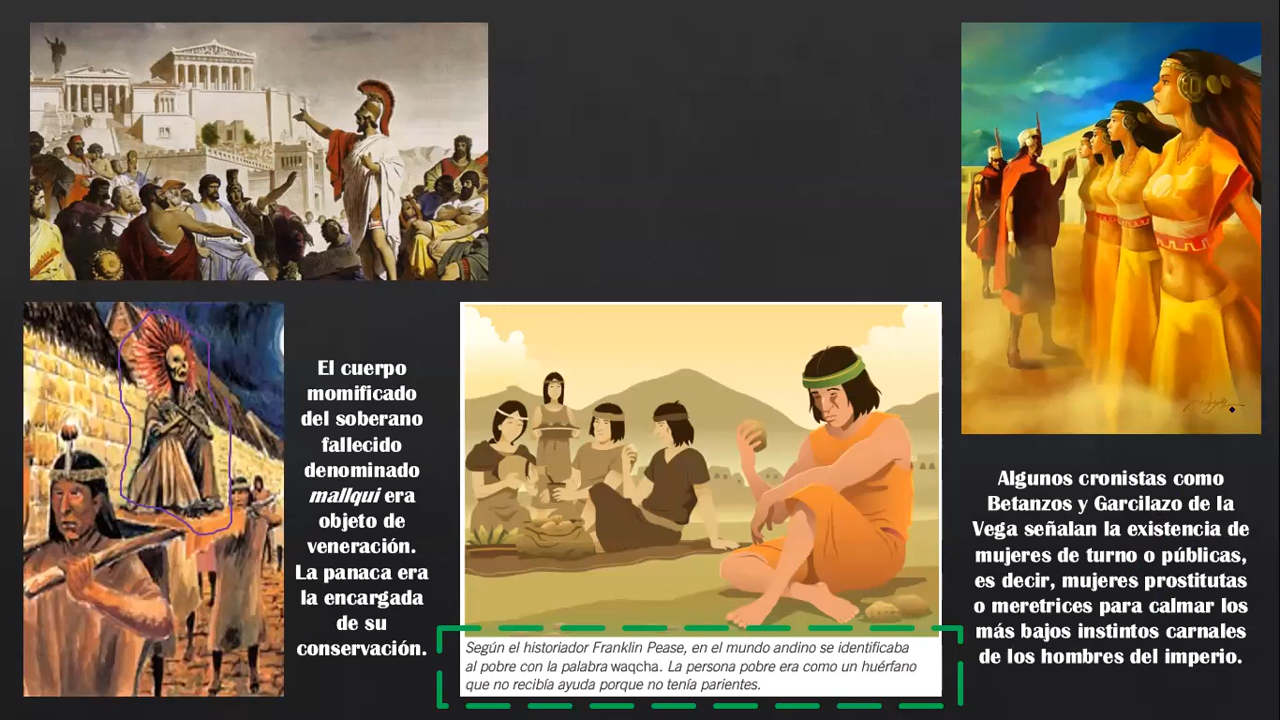 El cuerpo
momificado
del soberano
fallecido
denominado
mallqui era
objeto de
veneración.
La panaca era
la encargada
de su
conservación.
Según el historiador Franklin Pease, en el mundo andino se identificaba
al pobre con la palabra waqcha. La persona pobre era como un huérfano
que no recibía ayuda porque no tenía parientes.
Algunos cronistas como
Betanzos y Garcilazo de la
Vega señalan la existencia de
mujeres de turno o públicas,
es decir, mujeres prostitutas
o meretrices para calmar los
más bajos instintos carnales
de los hombres del imperio.